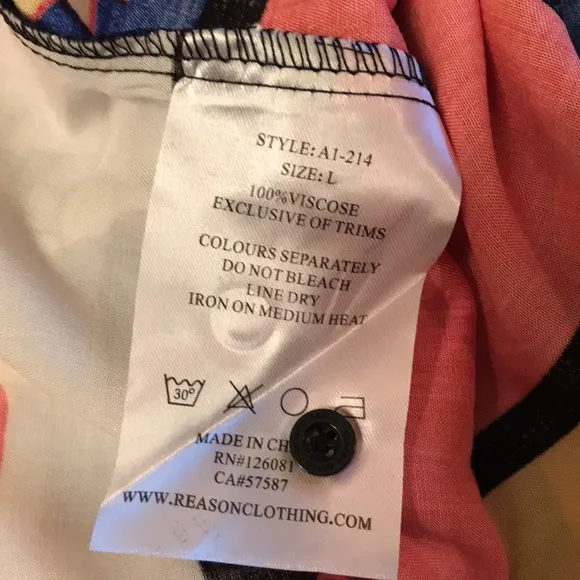 STYLE: A1-214
SIZE: L
100%VISCOSE
EXCLUSIVE OF TRIMS
COLOURS SEPARATELY
DO NOT BLEACH
LINE DRY
IRON ON MEDIUM HEAT
30°
MADE IN CH
RN#126081
CA#57587
WWW.REASONCLOTHING.COM